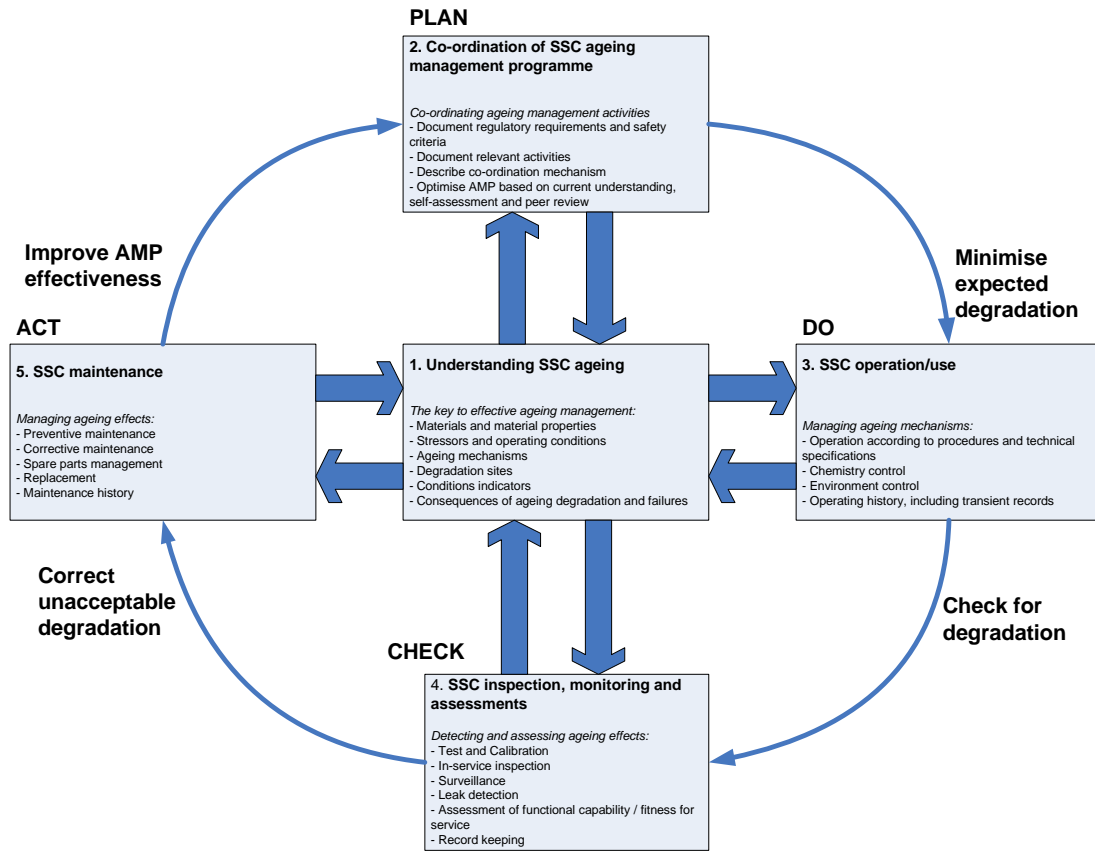 PLAN
2. Co-ordination of SSC ageing
management programme
Co-ordinating ageing management activities
- Document regulatory requirements and safety
criteria
- Document relevant activities
- Describe co-ordination mechanism
- Optimise AMP based on current understanding,
self-assessment and peer review
Improve AMP
effectiveness
Minimise
expected
degradation
ACT
5. SSC maintenance
Managing ageing effects:
- Preventive maintenance
- Corrective maintenance
- Spare parts management
- Replacement
- Maintenance history
1. Understanding SSC ageing
The key to effective ageing management:
- Materials and material properties
- Stressors and operating conditions
- Ageing mechanisms
- Degradation sites
- Conditions indicators
- Consequences of ageing degradation and failures
DO
3. SSC operation/use
Managing ageing mechanisms:
- Operation according to procedures and technical
specifications
- Chemistry control
- Environment control
- Operating history, including transient records
Correct
unacceptable
degradation
Check for
degradation
CHECK
4. SSC inspection, monitoring and
assessments
Detecting and assessing ageing effects:
- Test and Calibration
- In-service inspection
- Surveillance
- Leak detection
- Assessment of functional capability / fitness for
service
- Record keeping